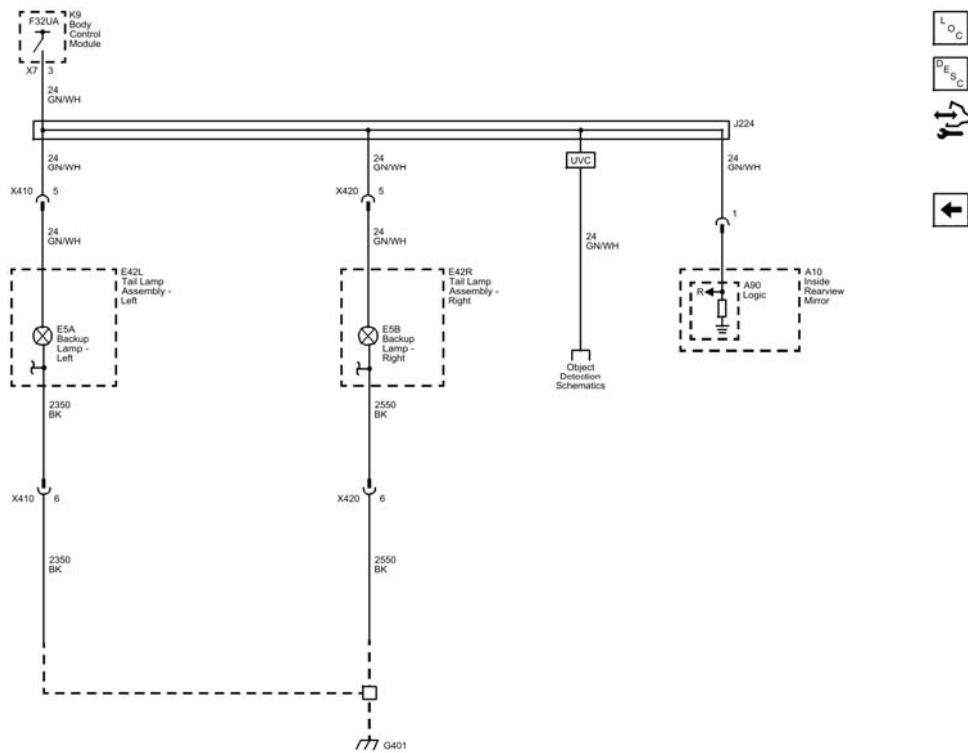 F32UA
K9
Body
Control
Module
X7 3
24
GN/WH
J224
24
GN/WH
24
GN/WH
UVC
24
GN/WH
X410 5
X420 5
1
24
GN/WH
24
GN/WH
24
GN/WH
E42L
Tail Lamp
Assembly -
Left
E42R
Tail Lamp
Assembly -
Right
A10
Inside
Rearview
Mirror
R
A90
Logic
E5A
Backup
Lamp -
Left
E5B
Backup
Lamp -
Right
Object
Detection
Schematics
2350
BK
2550
BK
X410 6
X420 6
2350
BK
2550
BK
G401
LOC
DESC